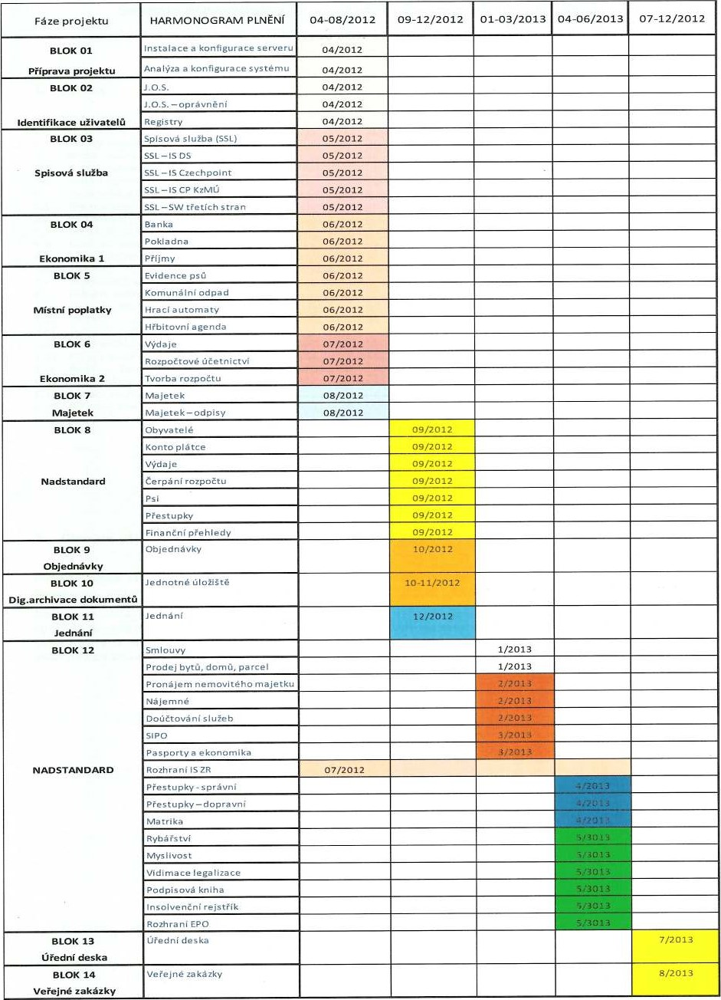 Fáze projektu HARMONOGRAM PLNĚNÍ 04-08/2012 09-12/2012 01-03/2013 04-06/2013 07-12/2012
BLOK 01 Instalace a konfigurace serveru 04/2012
Příprava projektu Analýza a konfigurace systému 04/2012
BLOK 02 J.O.S. 04/2012
J.O.S. – oprávnění 04/2012
Identifikace uživatelů Registry 04/2012
BLOK 03 Spisová služba (SSL) 05/2012
SSL – IS DS 05/2012
Spisová služba SSL – IS Czechpoint 05/2012
SSL – IS CP KzMÚ 05/2012
SSL – SW třetích stran 05/2012
BLOK 04 Banka 06/2012
Pokladna 06/2012
Ekonomika 1 Příjmy 06/2012
BLOK 5 Evidence psů 06/2012
Komunální odpad 06/2012
Místní poplatky Hrací automaty 06/2012
Hřbitovní agenda 06/2012
BLOK 6 Výdaje 07/2012
Rozpočtové účetnictví 07/2012
Ekonomika 2 Tvorba rozpočtu 07/2012
BLOK 7 Majetek 08/2012
Majetek Majetek – odpisy 08/2012
BLOK 8 Obyvatelé 09/2012
Konto plátce 09/2012
Výdaje 09/2012
Nadstandard Čerpání rozpočtu 09/2012
Psi 09/2012
Přestupky 09/2012
Finanční přehledy 09/2012
BLOK 9 Objednávky 10/2012
Objednávky
BLOK 10 Jednotné úložiště 10-11/2012
Dig.archivace dokumentů
BLOK 11 Jednání 12/2012
Jednání
BLOK 12 Smlouvy 1/2013
Prodej bytů, domů, parcel 1/2013
Pronájem nemovitého majetku 2/2013
Nájemné 2/2013
Doúčtování služeb 2/2013
SIPO 3/2013
Pasporty a ekonomika 3/2013
NADSTANDARD Rozhraní IS ZR 07/2012
Přestupky - správní 4/2013
Přestupky – dopravní 4/2013
Matrika 4/2013
Rybářství 5/3013
Myslivost 5/3013
Vidimace legalizace 5/3013
Podpisová kniha 5/3013
Insolvenční rejstřík 5/3013
Rozhraní EPO 5/3013
BLOK 13 Úřední deska 7/2013
Úřední deska
BLOK 14 Veřejné zakázky 8/2013
Veřejné zakázky